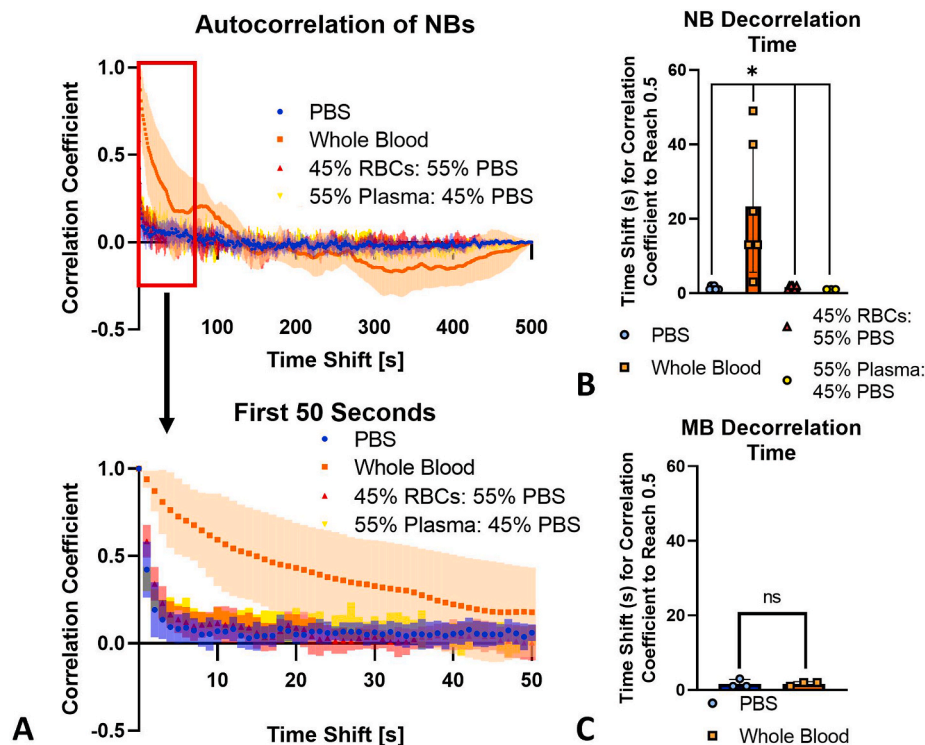 Autocorrelation of NBs
Correlation Coefficient
1.0
0.5
0.0
-0.5
PBS
Whole Blood
45% RBCs: 55% PBS
55% Plasma: 45% PBS
100
200
300
400
500
Time Shift [s]
First 50 Seconds
Corrrelation Coefficient
1.0
0.5
0.0
-0.5
PBS
Whole Blood
45% RBCs: 55% PBS
55% Plasma: 45% PBS
10
20
30
40
50
Time Shift [s]
A
NB Decorrelation
Time
Time Shift (s) for Correlation
Coefficient to Reach 0.5
60
40
20
0
*
PBS
Whole Blood
45% RBCs:
55% PBS
55% Plasma:
45% PBS
B
MB Decorrelation
Time
Time Shift (s) for Correlation
Coefficient to Reach 0.5
60
40
20
0
ns
PBS
Whole Blood
C